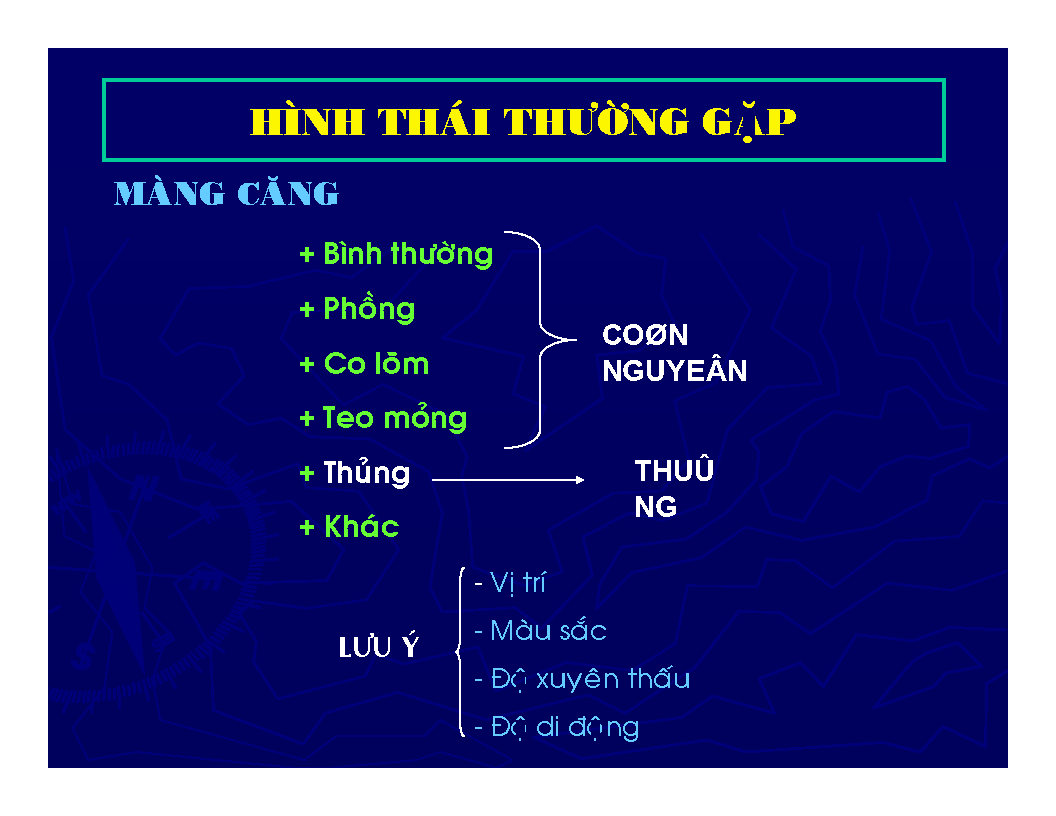 HÌNH THÁI THƯỜNG GẶP
MÀNG CĂNG
+ Bình thường
+ Phồng
+ Co lõm
+ Teo mỏng
+ Thủng
+ Khác
COØN
NGUYEÂN
THUÛ
NG
LƯU Ý
- Vị trí
- Màu sắc
- Độ xuyên thấu
- Độ di động
N
S